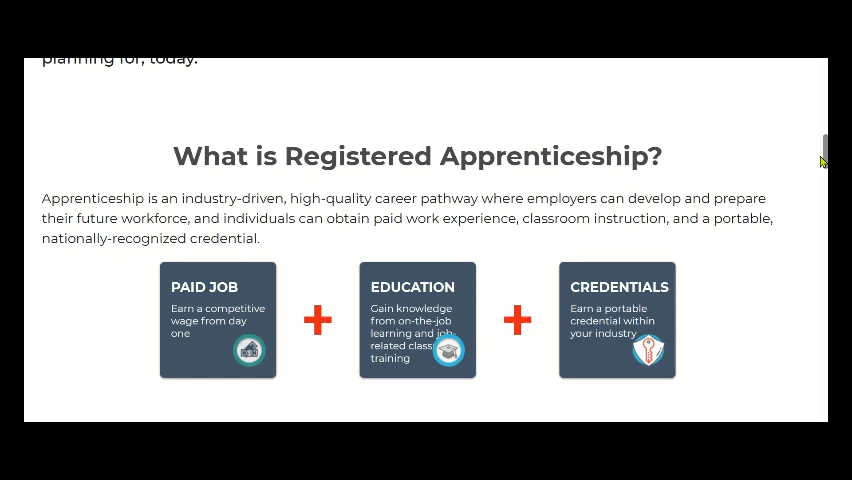 planning for, today.
What is Registered Apprenticeship?
Apprenticeship is an industry-driven, high-quality career pathway where employers can develop and prepare
their future workforce, and individuals can obtain paid work experience, classroom instruction, and a portable,
nationally-recognized credential.
PAID JOB
Earn a competitive
wage from day
one
EDUCATION
Gain knowledge
from on-the-job
learning and job-
related class
training
CREDENTIALS
Earn a portable
credential within
your industry